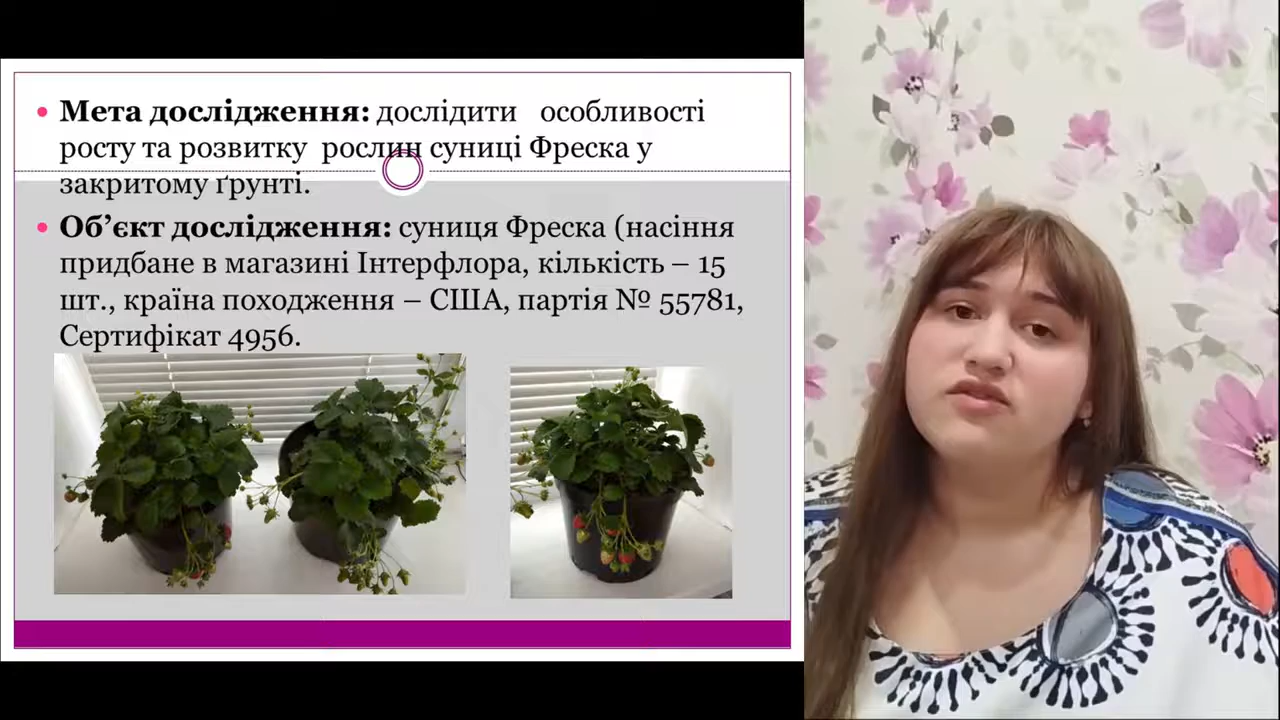 Мета дослідження: дослідити особливості
росту та розвитку рослин суниці Фреска у
закритому ґрунті.
Об’єкт дослідження: суниця Фреска (насіння
придбане в магазині Інтерфлора, кількість – 15
шт., країна походження – США, партія № 55781,
Сертифікат 4956.